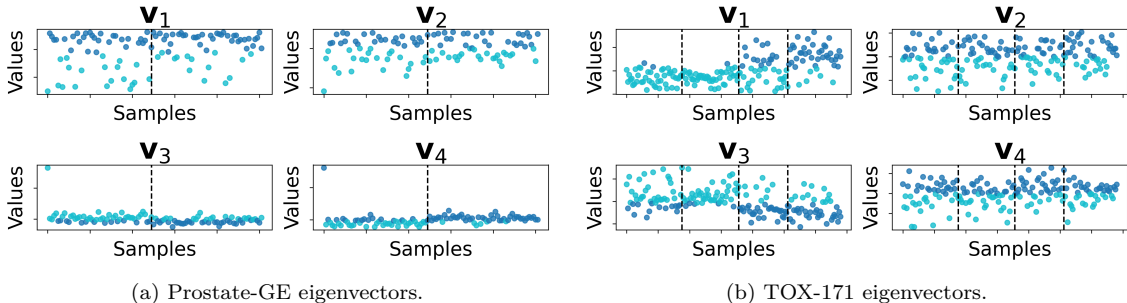 v1
v2
v1
v2
Values
Values
Values
Values
Samples
Samples
Samples
Samples
v3
v4
v3
v4
Values
Values
Values
Values
Samples
Samples
Samples
Samples
(a) Prostate-GE eigenvectors.
(b) TOX-171 eigenvectors.